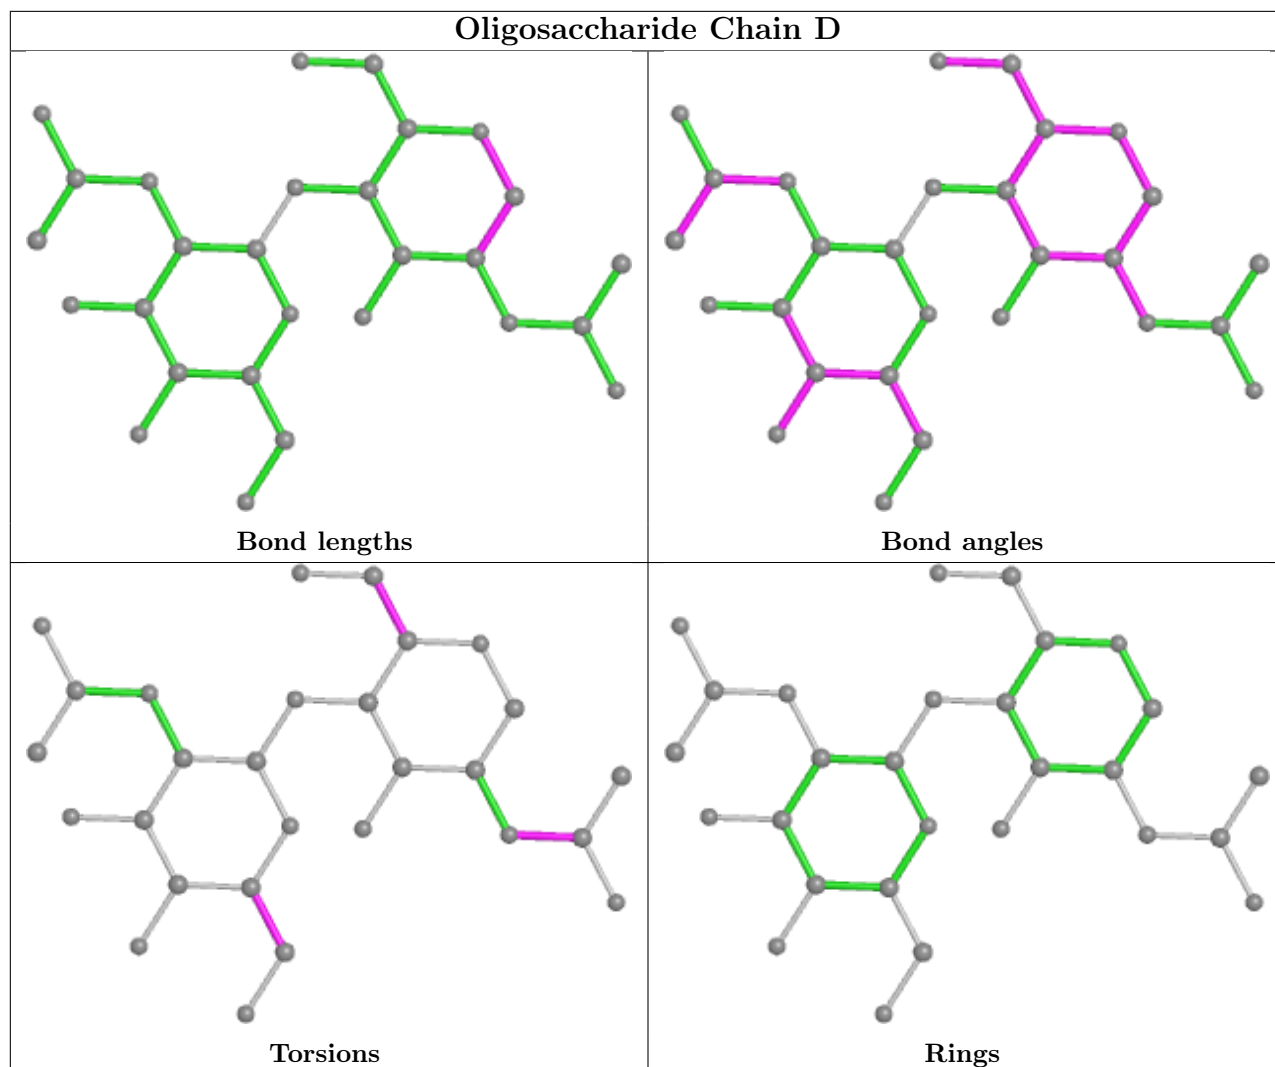 Oligosaccharide Chain D
Bond lengths
Bond angles
Torsions
Rings